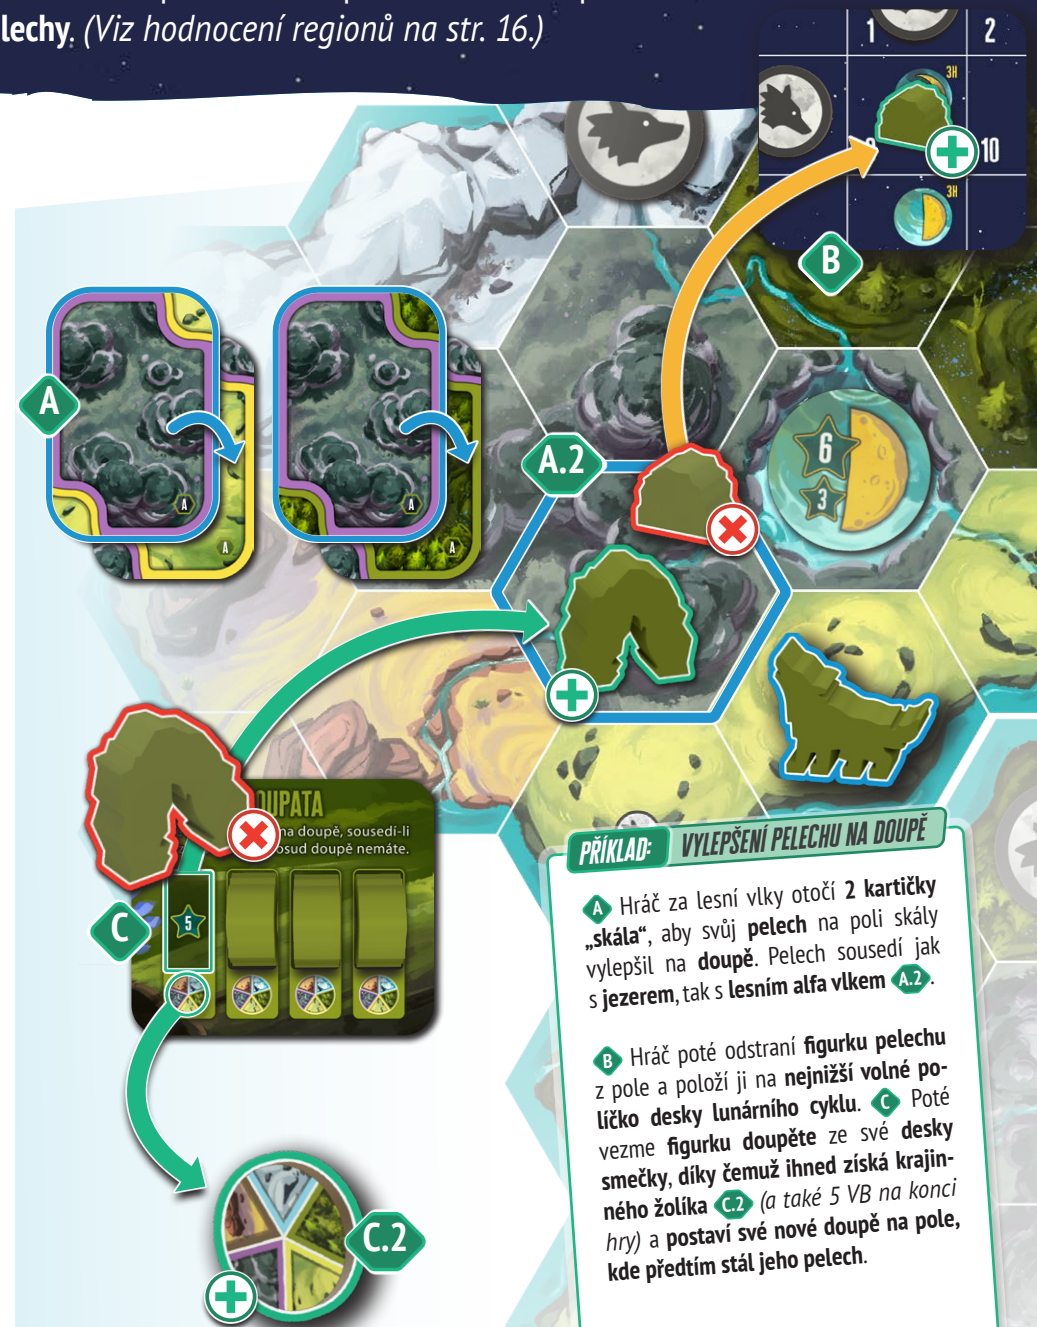 lechy. (Viz hodnocení regionů na str. 16.)
1
2
3H
10
3H
B
A
A
A
A
A
A.2
6
3
OUPATA
na doupě, sousedí-li
osud doupě nemáte.
C
5
C.2
PŘÍKLAD: VYLEPŠENÍ PELECHU NA DOUPĚ
A Hráč za lesní vlky otočí 2 kartičky
„skála“, aby svůj pelech na poli skály
vylepšil na doupě. Pelech sousedí jak
s jezerem, tak s lesním alfa vlkem A.2.
B Hráč poté odstraní figurku pelechu
z pole a položí ji na nejnižší volné po-
líčko desky lunárního cyklu. C Poté
vezme figurku doupěte ze své desky
smečky, díky čemuž ihned získá krajin-
ného žolíka C.2 (a také 5 VB na konci
hry) a postaví své nové doupě na pole,
kde předtím stál jeho pelech.